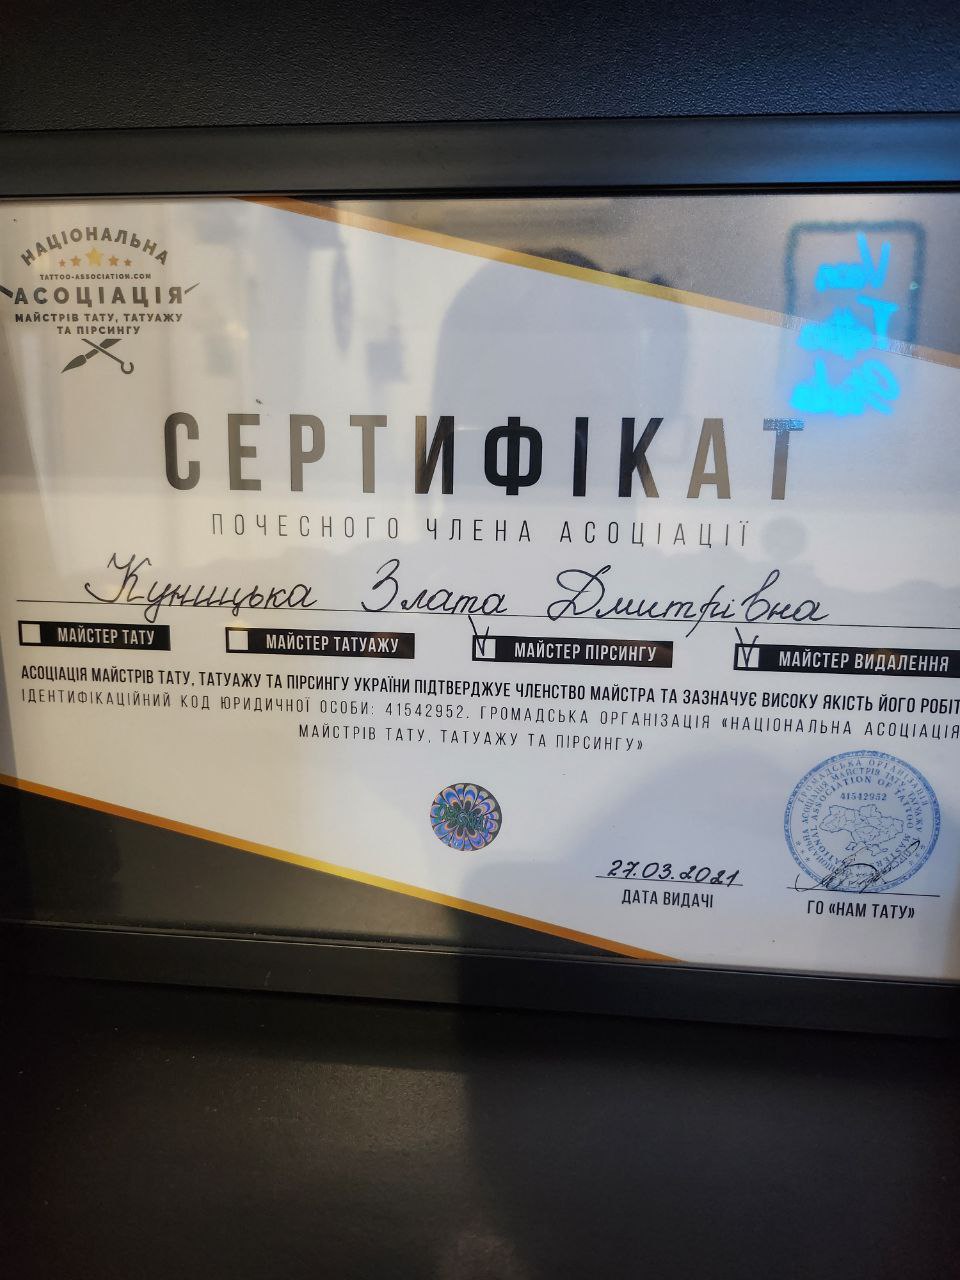 НАЦІОНАЛЬНА
TATTOO-ASSOCIATION.COM
АСОЦІАЦІЯ
МАЙСТРІВ ТАТУ, ТАТУАЖУ
ТА ПІРСИНГУ
СЕРТИФІКАТ
ПОЧЕСНОГО ЧЛЕНА АСОЦІАЦІЇ
Куницька Злата Дмитрівна
МАЙСТЕР ТАТУ МАЙСТЕР ТАТУАЖУ МАЙСТЕР ПІРСИНГУ МАЙСТЕР ВИДАЛЕННЯ
АСОЦІАЦІЯ МАЙСТРІВ ТАТУ, ТАТУАЖУ ТА ПІРСИНГУ УКРАЇНИ ПІДТВЕРДЖУЄ ЧЛЕНСТВО МАЙСТРА ТА ЗАЗНАЧУЄ ВИСОКУ ЯКІСТЬ ЙОГО РОБІТ
ІДЕНТИФІКАЦІЙНИЙ КОД ЮРИДИЧНОЇ ОСОБИ: 41542952. ГРОМАДСЬКА ОРГАНІЗАЦІЯ «НАЦІОНАЛЬНА АСОЦІАЦІЯ
МАЙСТРІВ ТАТУ, ТАТУАЖУ ТА ПІРСИНГУ»
ГРОМАДСЬКА ОРГАНІЗАЦІЯ
41542952
27.03.2021
ДАТА ВИДАЧІ
ГО «НАМ ТАТУ»